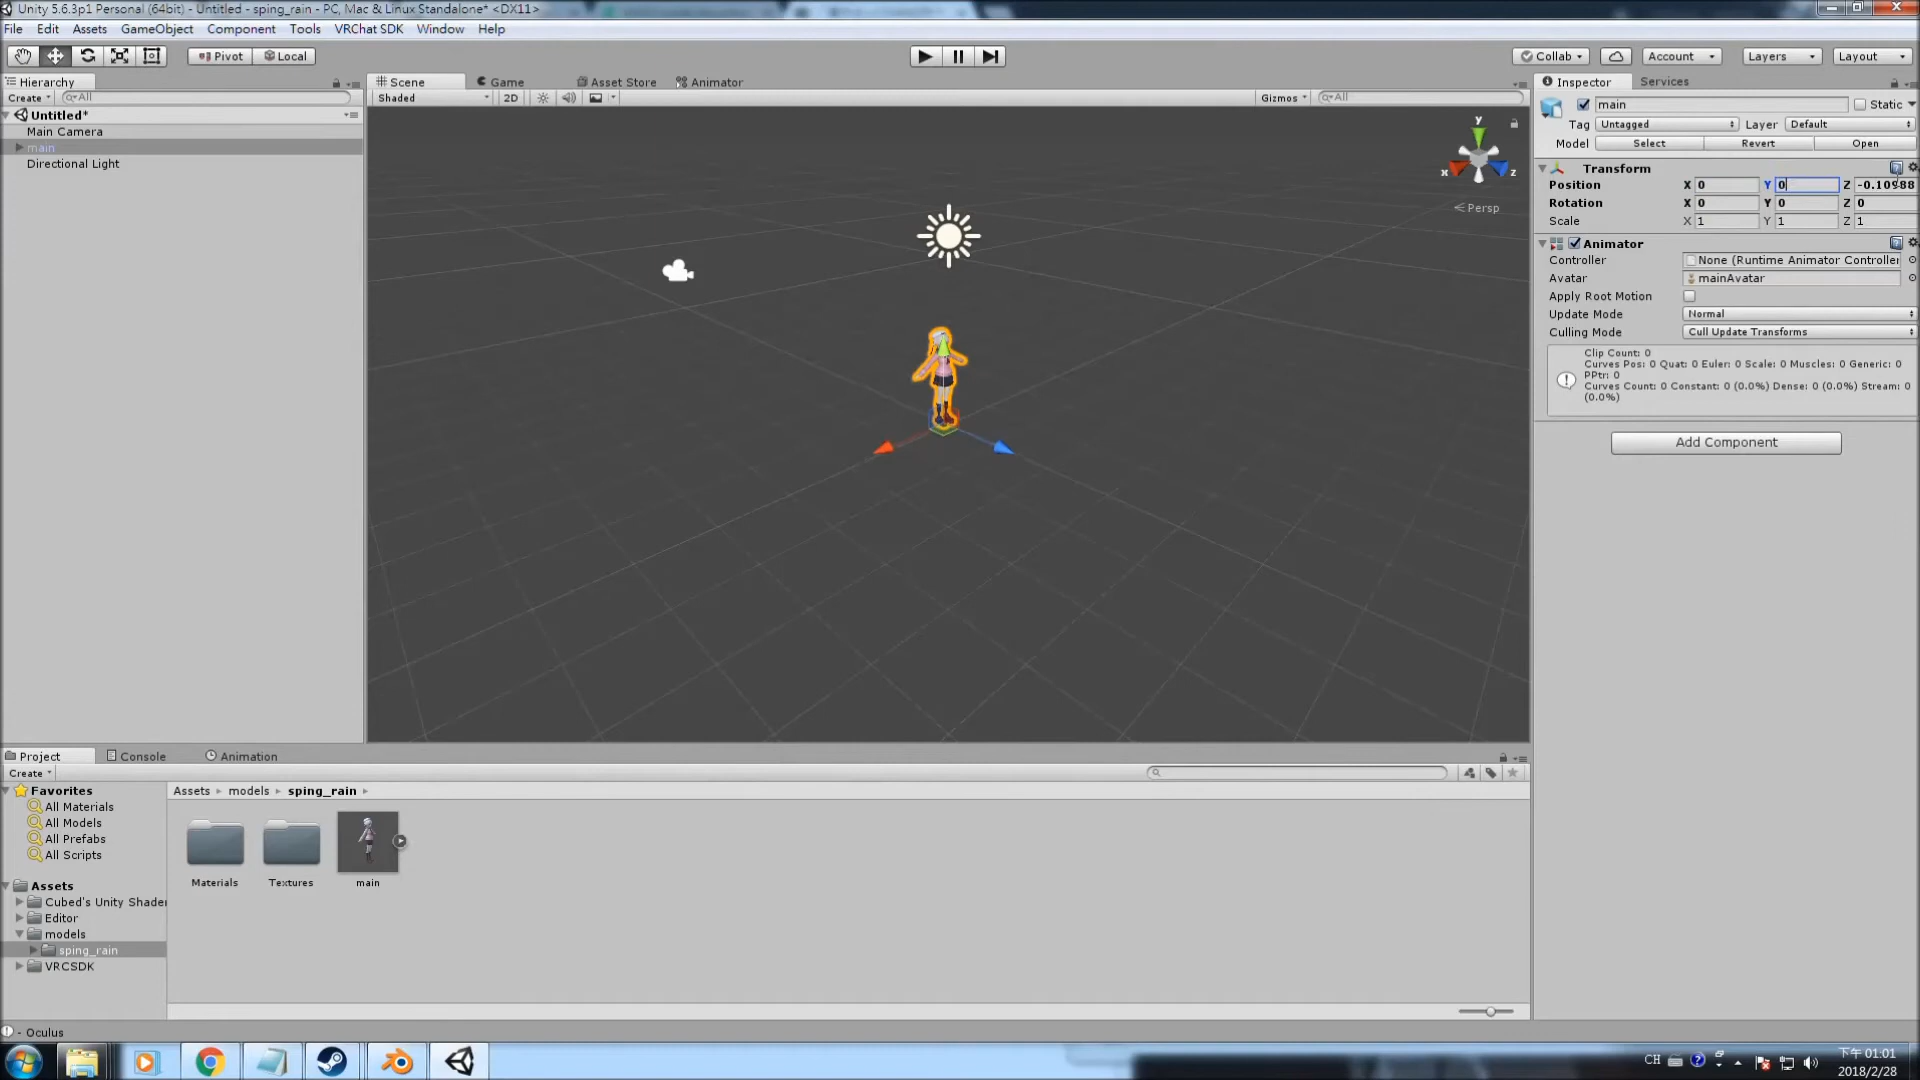 Unity 5.6.3p1 Personal (64bit) - Untitled - sping_rain - PC, Mac & Linux Standalone* <DX11>
File Edit Assets GameObject Component Tools VRChat SDK Window Help
Pivot Local Collab Account Layers Layout
Hierarchy
Create All
Untitled*
Main Camera
main
Directional Light
Scene Game Asset Store Animator
Shaded 2D Gizmos All
y
x z
Persp
Inspector Services
main Static
Tag Untagged Layer Default
Model Select Revert Open
Transform
Position X 0 Y 0 Z -0.10988
Rotation X 0 Y 0 Z 0
Scale X 1 Y 1 Z 1
Animator
Controller None (Runtime Animator Controller
Avatar mainAvatar
Apply Root Motion
Update Mode Normal
Culling Mode Cull Update Transforms
Clip Count: 0
Curves Pos: 0 Quat: 0 Euler: 0 Scale: 0 Muscles: 0 Generic: 0
PPtr: 0
Curves Count: 0 Constant: 0 (0.0%) Dense: 0 (0.0%) Stream: 0
(0.0%)
Add Component
Project Console Animation
Create
Favorites
All Materials
All Models
All Prefabs
All Scripts
Assets
Cubed's Unity Shader
Editor
models
sping_rain
VRCSDK
Assets models sping_rain
Materials Textures main
- Oculus
CH
下午 01:01
2018/2/28